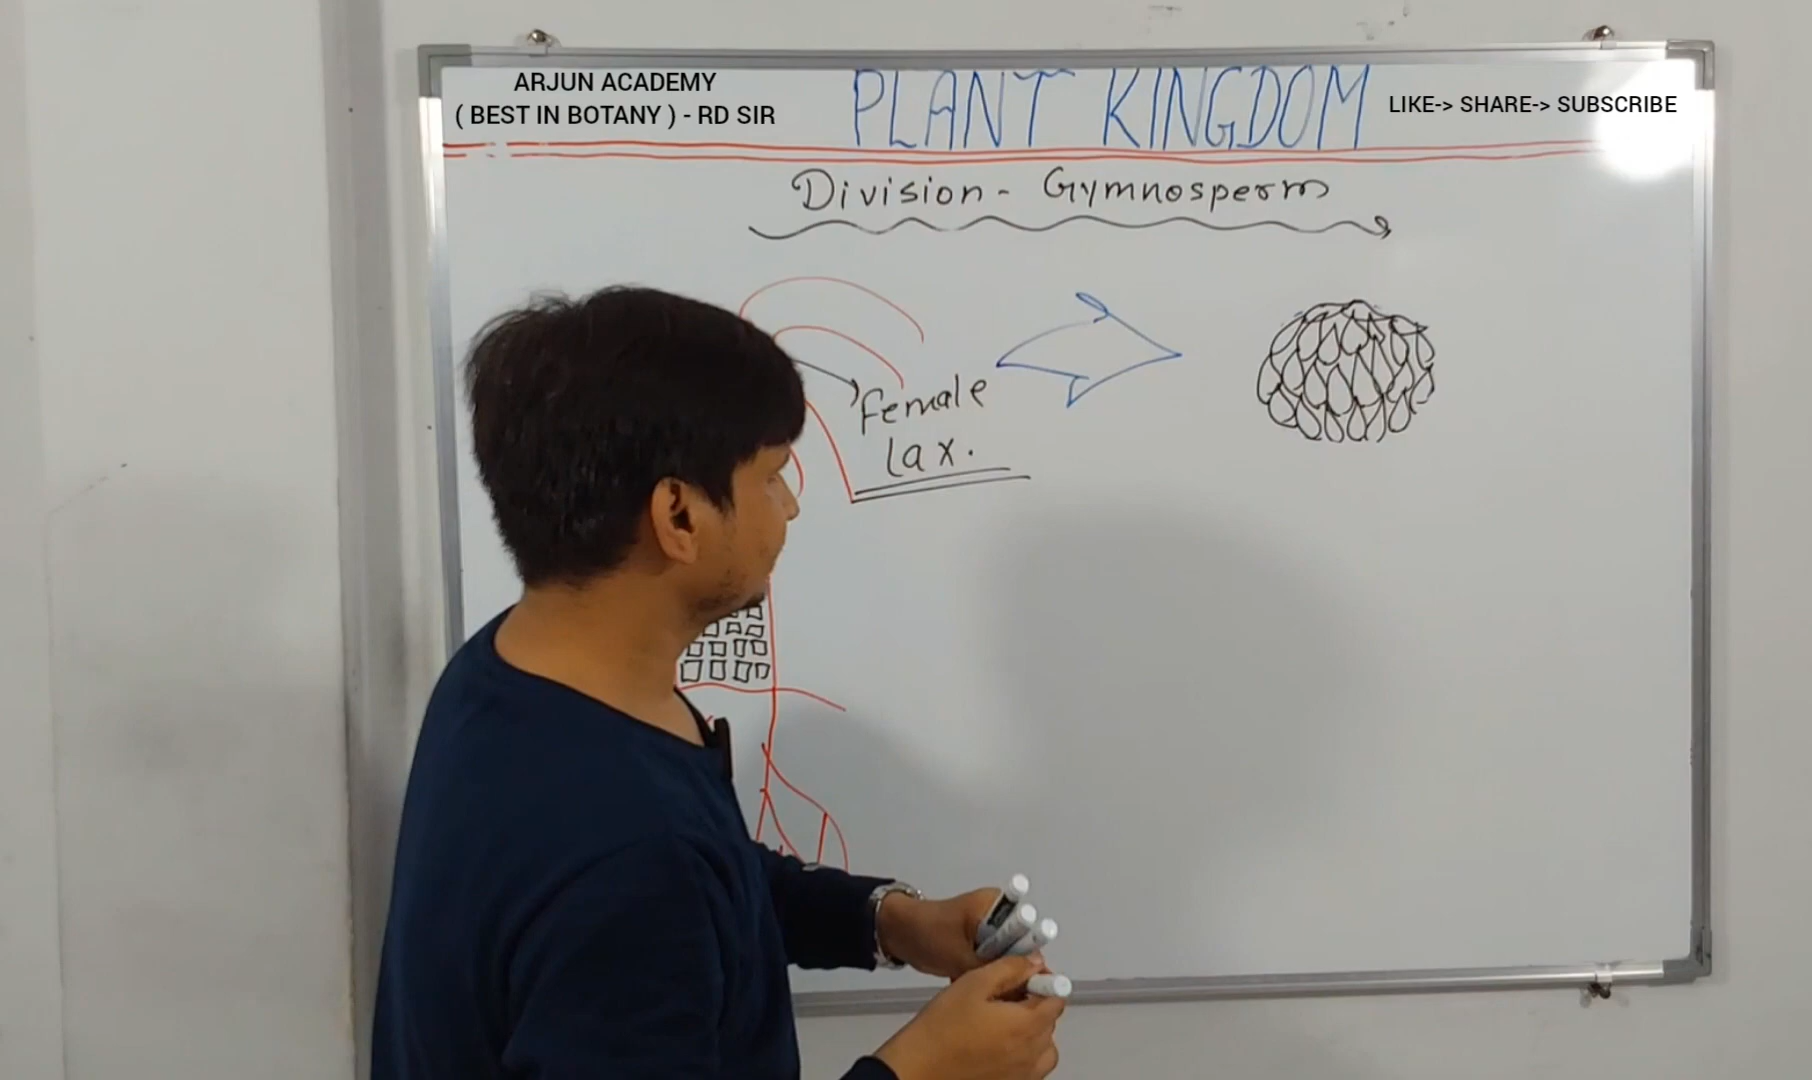 ARJUN ACADEMY
( BEST IN BOTANY ) - RD SIR
PLANT KINGDOM
LIKE-> SHARE-> SUBSCRIBE
Division - Gymnosperm
Female
lax.